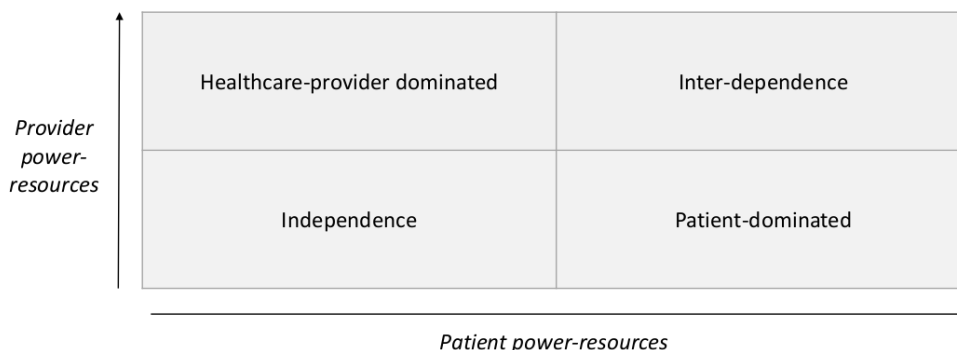 Healthcare-provider dominated
Inter-dependence
Provider
power-
resources
Independence
Patient-dominated
Patient power-resources